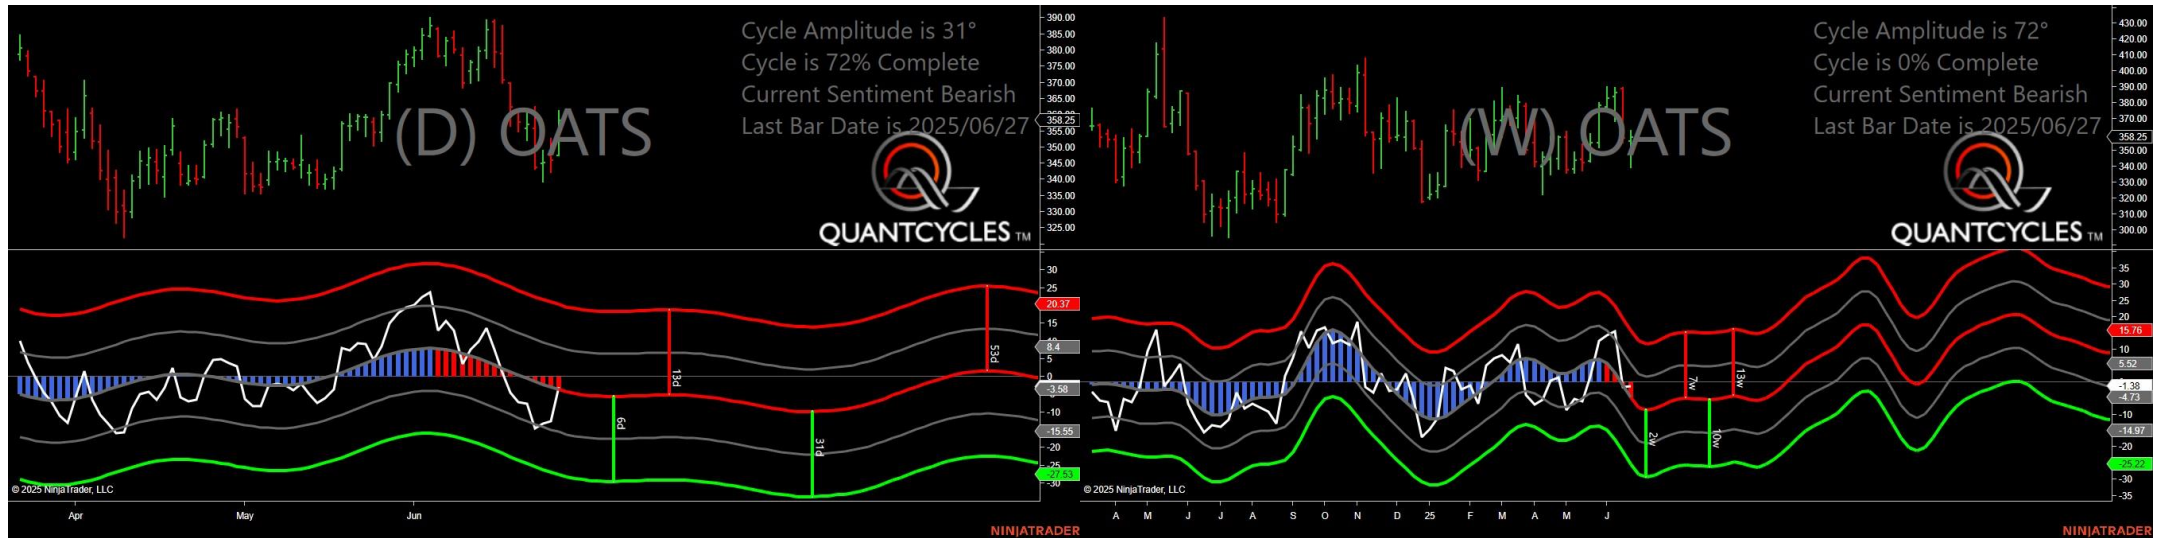 Cycle Amplitude is 31°
Cycle is 72% Complete
Current Sentiment Bearish
Last Bar Date is 2025/06/27
(D) OATS
QUANTCYCLES TM
390.00
385.00
380.00
375.00
370.00
365.00
358.25
355.00
350.00
345.00
340.00
335.00
330.00
325.00
30
25
20.37
15
8.4
5
0
-3.58
-10
-15.55
-20
-25
-27.53
-30
6d
13d
31d
53d
© 2025 NinjaTrader, LLC
Apr
May
Jun
NINJATRADER
Cycle Amplitude is 72°
Cycle is 0% Complete
Current Sentiment Bearish
Last Bar Date is 2025/06/27
(W) OATS
QUANTCYCLES TM
430.00
420.00
410.00
400.00
390.00
380.00
370.00
358.25
350.00
340.00
330.00
320.00
310.00
300.00
35
30
25
20
15.76
10
5.52
-1.38
-4.73
-10
-14.97
-20
-25.22
-30
-35
2w
7w
10w
13w
© 2025 NinjaTrader, LLC
A M J J A S O N D 25 F M A M J
NINJATRADER